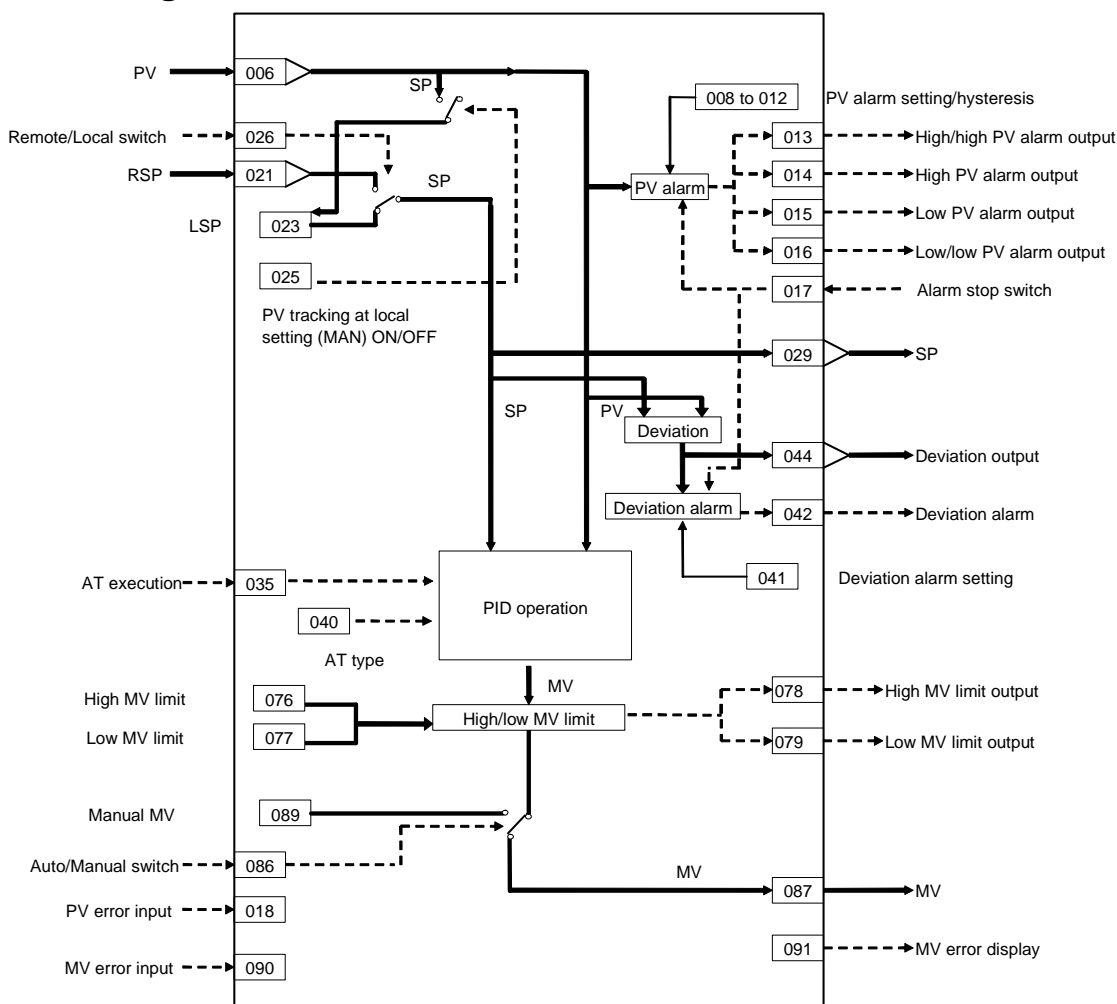 PV
006
SP
008 to 012
PV alarm setting/hysteresis
Remote/Local switch
026
013
High/high PV alarm output
RSP
021
SP
PV alarm
014
High PV alarm output
LSP
023
015
Low PV alarm output
016
Low/low PV alarm output
025
017
Alarm stop switch
PV tracking at local
setting (MAN) ON/OFF
029
SP
SP
PV
Deviation
044
Deviation output
Deviation alarm
042
Deviation alarm
AT execution
035
041
Deviation alarm setting
PID operation
040
AT type
MV
High MV limit
076
078
High MV limit output
High/low MV limit
Low MV limit
077
079
Low MV limit output
Manual MV
089
Auto/Manual switch
086
MV
087
MV
PV error input
018
091
MV error display
MV error input
090